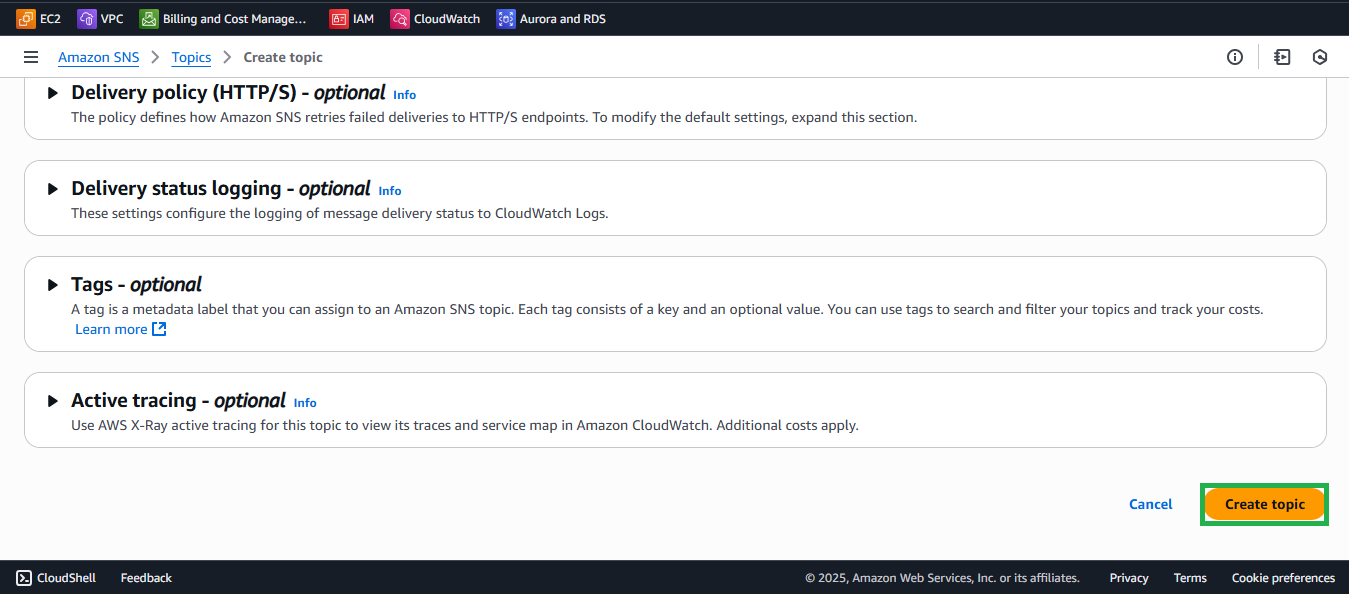 EC2 VPC Billing and Cost Manage... IAM CloudWatch Aurora and RDS
Amazon SNS > Topics > Create topic
Delivery policy (HTTP/S) - optional Info
The policy defines how Amazon SNS retries failed deliveries to HTTP/S endpoints. To modify the default settings, expand this section.
Delivery status logging - optional Info
These settings configure the logging of message delivery status to CloudWatch Logs.
Tags - optional
A tag is a metadata label that you can assign to an Amazon SNS topic. Each tag consists of a key and an optional value. You can use tags to search and filter your topics and track your costs.
Learn more
Active tracing - optional Info
Use AWS X-Ray active tracing for this topic to view its traces and service map in Amazon CloudWatch. Additional costs apply.
Cancel Create topic
CloudShell Feedback © 2025, Amazon Web Services, Inc. or its affiliates. Privacy Terms Cookie preferences